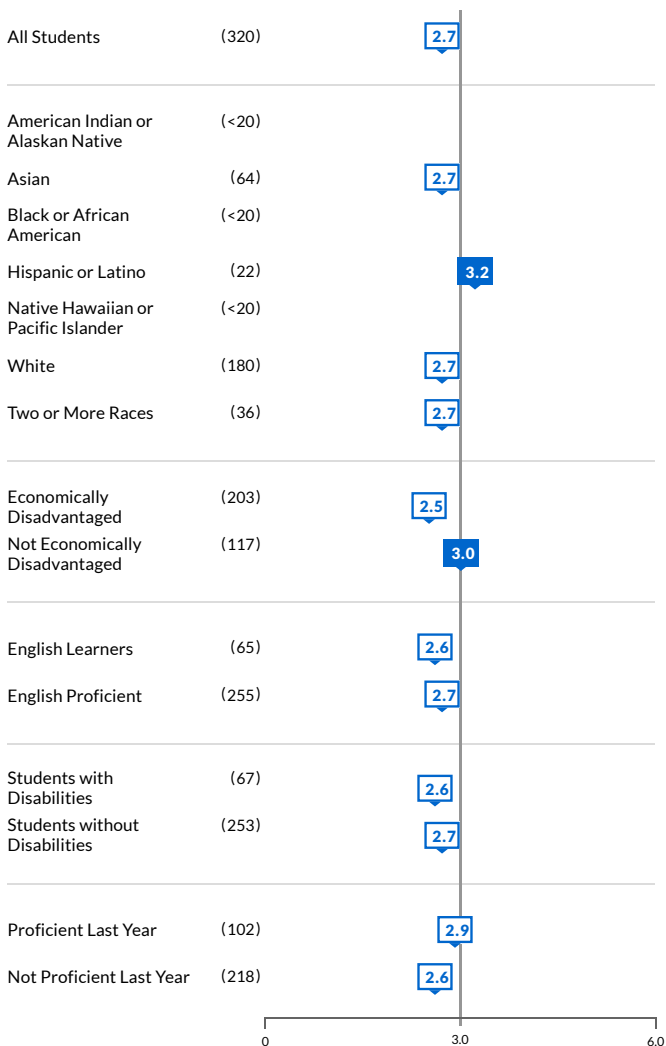 All Students (320) 2.7
American Indian or (<20)
Alaskan Native
Asian (64) 2.7
Black or African (<20)
American
Hispanic or Latino (22) 3.2
Native Hawaiian or (<20)
Pacific Islander
White (180) 2.7
Two or More Races (36) 2.7
Economically (203) 2.5
Disadvantaged
Not Economically (117) 3.0
Disadvantaged
English Learners (65) 2.6
English Proficient (255) 2.7
Students with (67) 2.6
Disabilities
Students without (253) 2.7
Disabilities
Proficient Last Year (102) 2.9
Not Proficient Last Year (218) 2.6
0 3.0 6.0